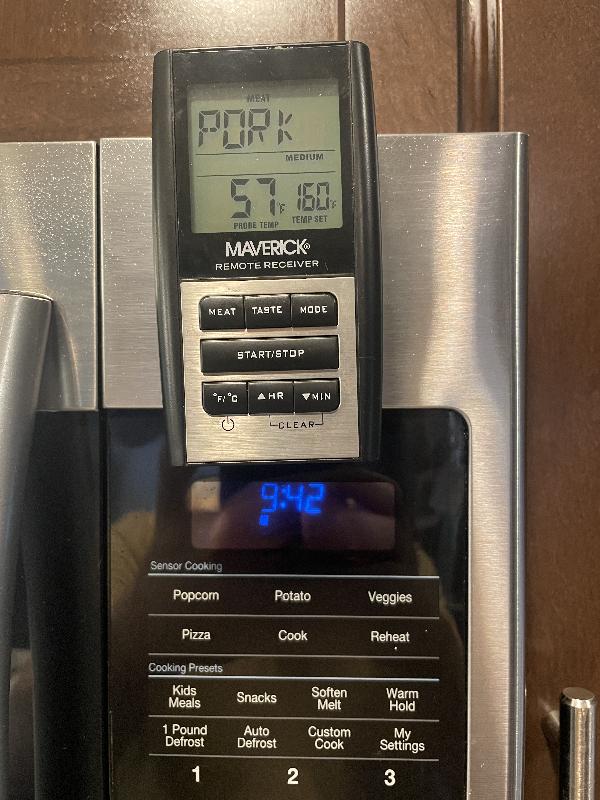 MEAT
PORK
MEDIUM
57°F 160°F
PROBE TEMP TEMP SET
MAVERICK®
REMOTE RECEIVER
MEAT TASTE MODE
START/STOP
°F/°C ▲HR ▼MIN
CLEAR
9:42
Sensor Cooking
Popcorn Potato Veggies
Pizza Cook Reheat
Cooking Presets
Kids Meals Snacks Soften Melt Warm Hold
1 Pound Defrost Auto Defrost Custom Cook My Settings
1 2 3